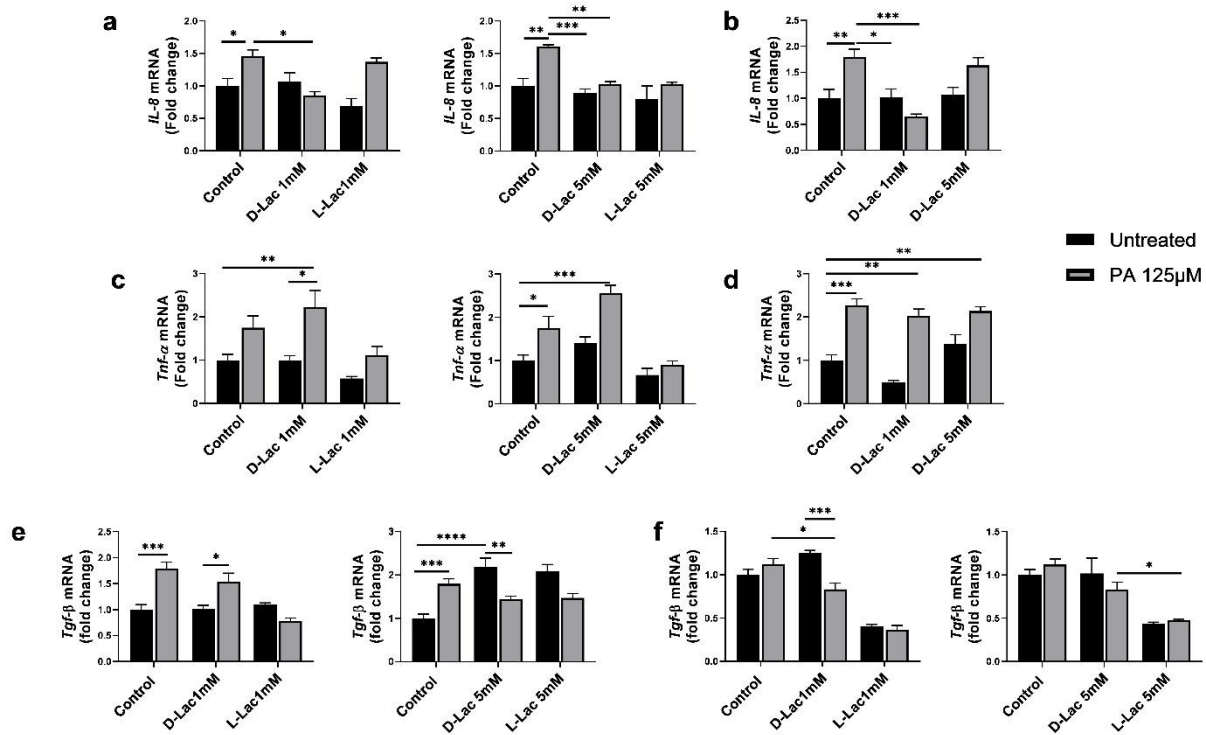 a
IL-8 mRNA
(Fold change)
2.0
1.5
1.0
0.5
0.0
*
*
Control
D-Lac 1mM
L-Lac1mM
IL-8 mRNA
(Fold change)
2.0
1.5
1.0
0.5
0.0
**
***
**
Control
D-Lac 5mM
L-Lac 5mM
b
IL-8 mRNA
(Fold change)
2.5
2.0
1.5
1.0
0.5
0.0
***
**
*
Control
D-Lac 1mM
D-Lac 5mM
Untreated
PA 125µM
c
Tnf-α mRNA
(Fold change)
3
2
1
0
**
*
Control
D-Lac 1mM
L-Lac 1mM
Tnf-α mRNA
(Fold change)
3
2
1
0
***
*
Control
D-Lac 5mM
L-Lac 5mM
d
Tnf-α mRNA
(Fold change)
3
2
1
0
**
**
***
Control
D-Lac 1mM
D-Lac 5mM
e
Tgf-β mRNA
(fold change)
2.5
2.0
1.5
1.0
0.5
0.0
***
*
Control
D-Lac1mM
L-Lac1mM
Tgf-β mRNA
(fold change)
3
2
1
0
****
***
**
Control
D-Lac 5mM
L-Lac 5mM
f
Tgf-β mRNA
(fold change)
1.5
1.0
0.5
0.0
***
*
Control
D-Lac1mM
L-Lac1mM
Tgf-β mRNA
(fold change)
1.5
1.0
0.5
0.0
*
Control
D-Lac 5mM
L-Lac 5mM